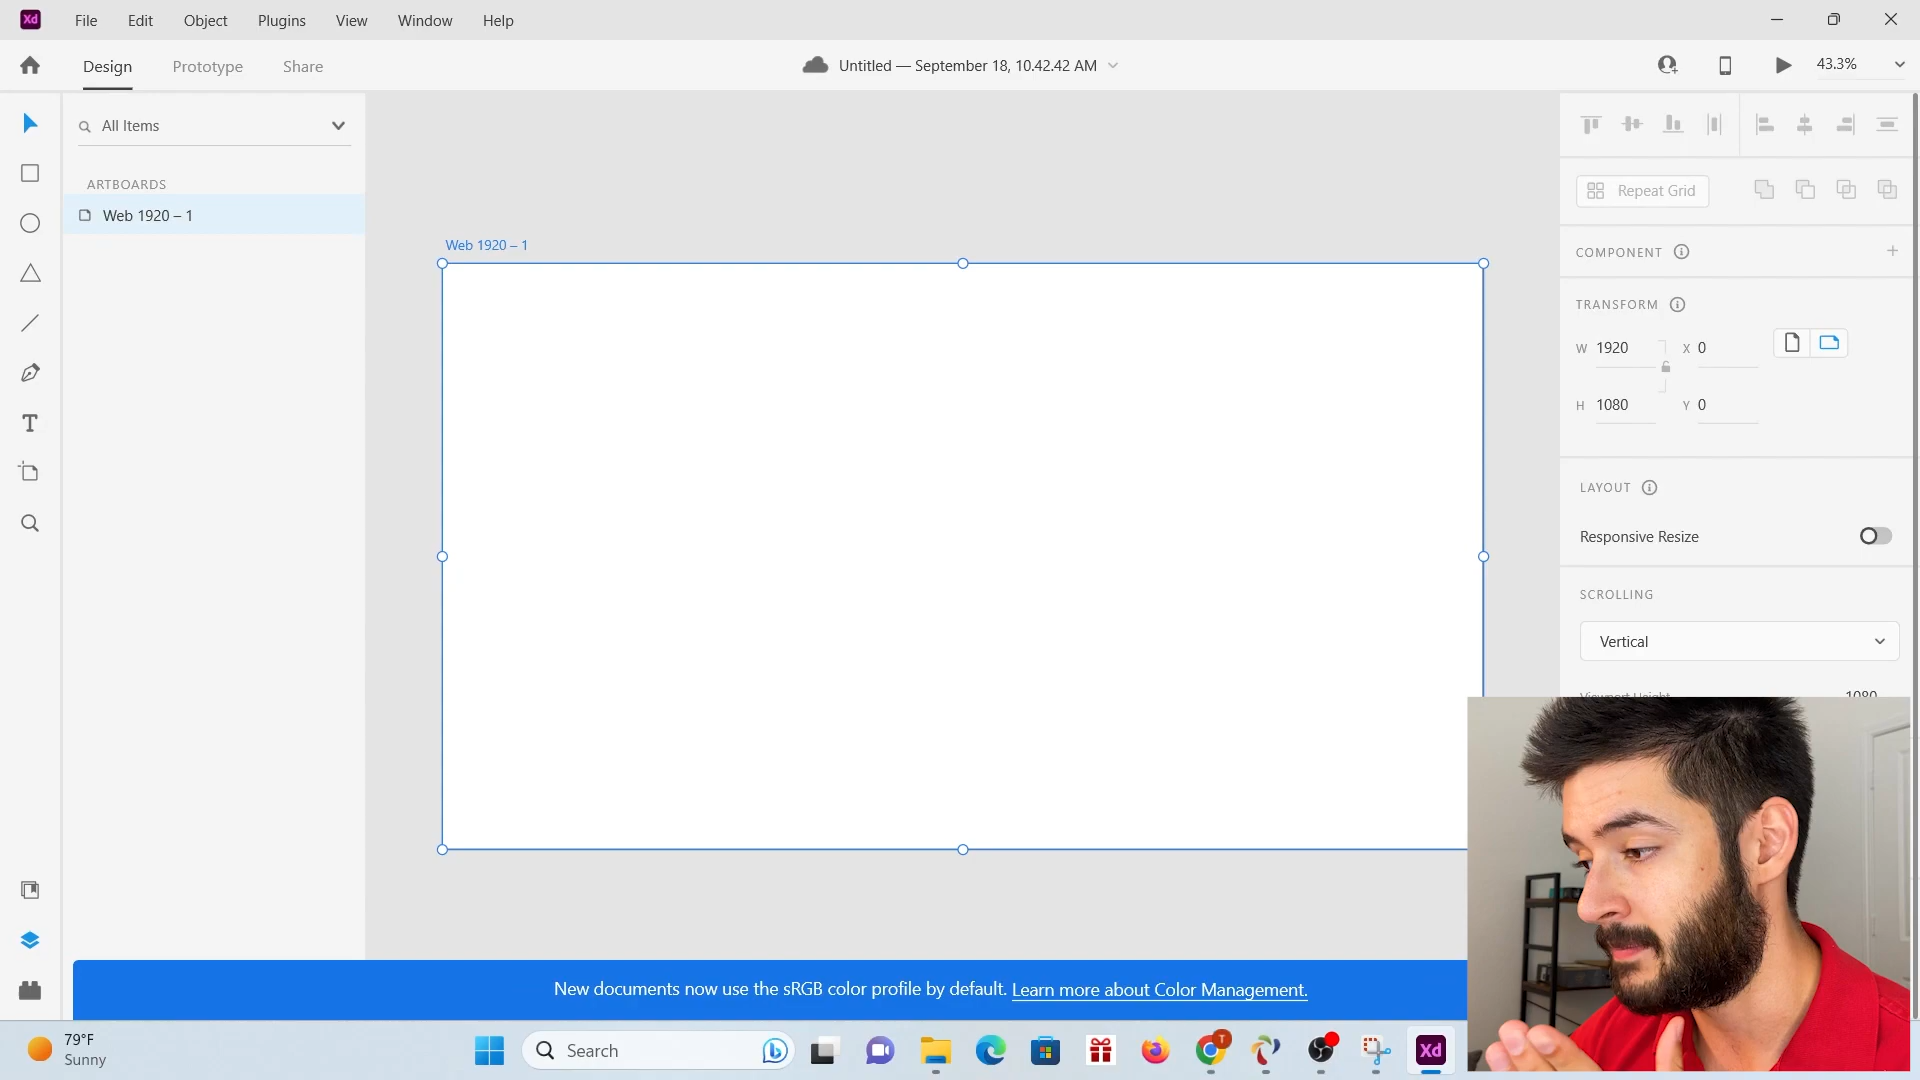 Xd File Edit Object Plugins View Window Help
Design Prototype Share
Untitled — September 18, 10.42.42 AM
43.3%
All Items
ARTBOARDS
Web 1920 – 1
Web 1920 – 1
Repeat Grid
COMPONENT
TRANSFORM
W 1920 X 0
H 1080 Y 0
LAYOUT
Responsive Resize
SCROLLING
Vertical
Viewport Height 1080
New documents now use the sRGB color profile by default. Learn more about Color Management.
79°F
Sunny
Search
T
Xd